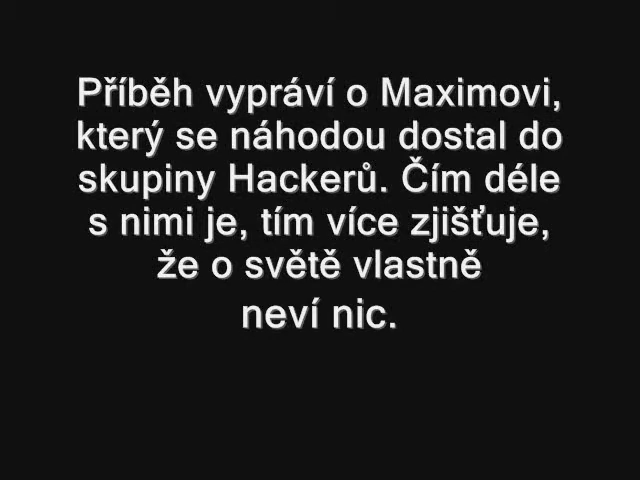 Příběh vypráví o Maximovi,
který se náhodou dostal do
skupiny Hackerů. Čím déle
s nimi je, tím více zjišťuje,
že o světě vlastně
neví nic.